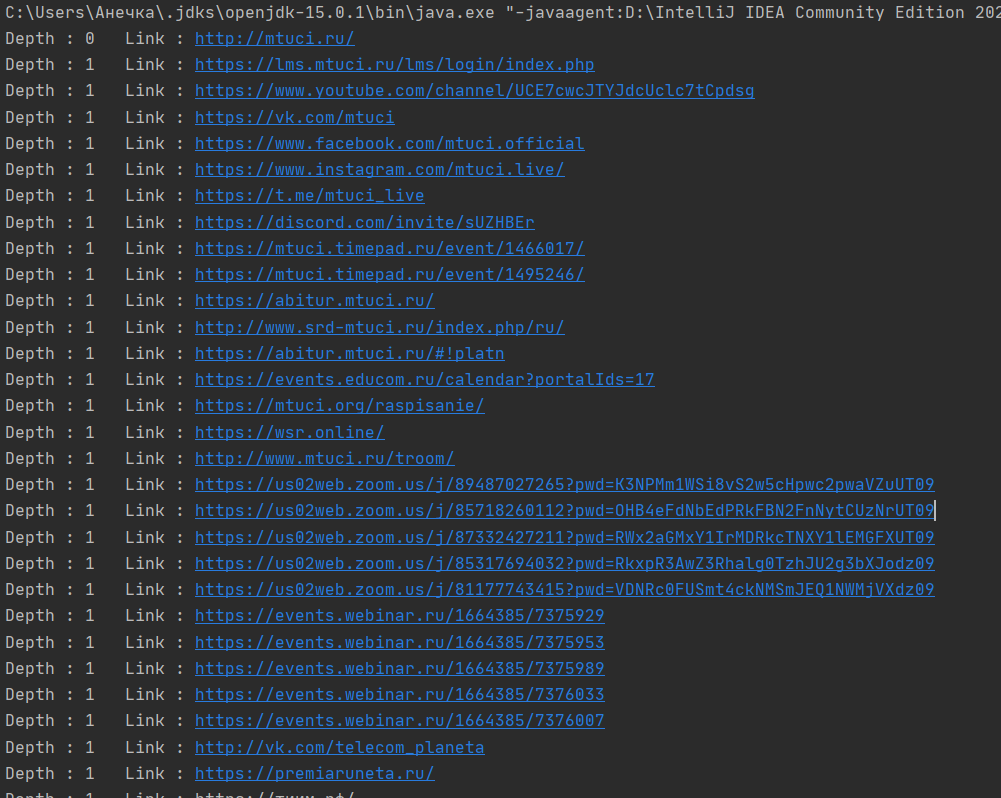 C:\Users\Анечка\.jdks\openjdk-15.0.1\bin\java.exe "-javaagent:D:\IntelliJ IDEA Community Edition 202
Depth : 0   Link : http://mtuci.ru/
Depth : 1   Link : https://lms.mtuci.ru/lms/login/index.php
Depth : 1   Link : https://www.youtube.com/channel/UCE7cwcJTYJdcUclc7tCpdsg
Depth : 1   Link : https://vk.com/mtuci
Depth : 1   Link : https://www.facebook.com/mtuci.official
Depth : 1   Link : https://www.instagram.com/mtuci.live/
Depth : 1   Link : https://t.me/mtuci_live
Depth : 1   Link : https://discord.com/invite/sUZHBEr
Depth : 1   Link : https://mtuci.timepad.ru/event/1466017/
Depth : 1   Link : https://mtuci.timepad.ru/event/1495246/
Depth : 1   Link : https://abitur.mtuci.ru/
Depth : 1   Link : http://www.srd-mtuci.ru/index.php/ru/
Depth : 1   Link : https://abitur.mtuci.ru/#!platn
Depth : 1   Link : https://events.educom.ru/calendar?portalIds=17
Depth : 1   Link : https://mtuci.org/raspisanie/
Depth : 1   Link : https://wsr.online/
Depth : 1   Link : http://www.mtuci.ru/troom/
Depth : 1   Link : https://us02web.zoom.us/j/89487027265?pwd=K3NPMm1WSi8vS2w5cHpwc2pwaVZuUT09
Depth : 1   Link : https://us02web.zoom.us/j/85718260112?pwd=OHB4eFdNbEdPRkFBN2FnNytCUzNrUT09
Depth : 1   Link : https://us02web.zoom.us/j/87332427211?pwd=RWx2aGMxY1IrMDRkcTNXY1lEMGFXUT09
Depth : 1   Link : https://us02web.zoom.us/j/85317694032?pwd=RkxpR3AwZ3Rhalg0TzhJU2g3bXJodz09
Depth : 1   Link : https://us02web.zoom.us/j/81177743415?pwd=VDNRc0FUSmt4ckNMSmJEQ1NWMjVXdz09
Depth : 1   Link : https://events.webinar.ru/1664385/7375929
Depth : 1   Link : https://events.webinar.ru/1664385/7375953
Depth : 1   Link : https://events.webinar.ru/1664385/7375989
Depth : 1   Link : https://events.webinar.ru/1664385/7376033
Depth : 1   Link : https://events.webinar.ru/1664385/7376007
Depth : 1   Link : http://vk.com/telecom_planeta
Depth : 1   Link : https://premiaruneta.ru/
Depth : 1   Link :